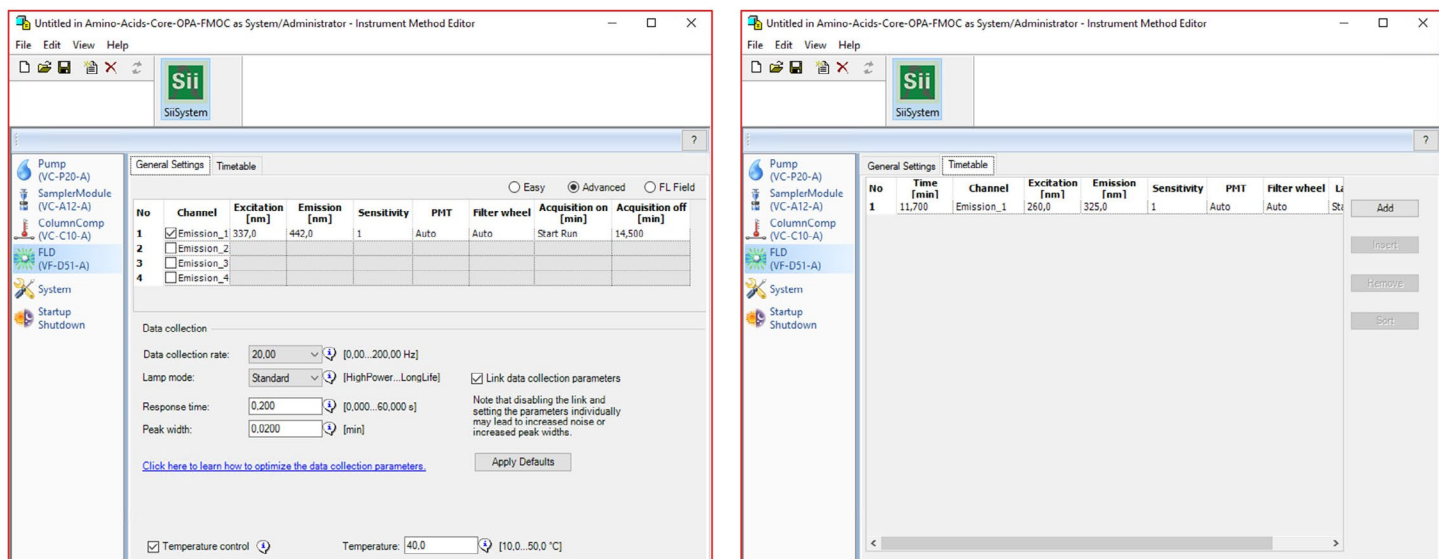 Untitled in Amino-Acids-Core-OPA-FMOC as System/Administrator - Instrument Method Editor
File Edit View Help
Sii
SiiSystem
?
Pump
(VC-P20-A)
SamplerModule
(VC-A12-A)
ColumnComp
(VC-C10-A)
FLD
(VF-D51-A)
System
Startup
Shutdown
General Settings Timetable
Easy Advanced FL Field
No Channel Excitation [nm] Emission [nm] Sensitivity PMT Filter wheel Acquisition on [min] Acquisition off [min]
1 Emission_1 337,0 442,0 1 Auto Auto Start Run 14,500
2 Emission_2
3 Emission_3
4 Emission_4
Data collection
Data collection rate: 20,00 [0,00...200,00 Hz]
Lamp mode: Standard [HighPower...LongLife] Link data collection parameters
Response time: 0,200 [0,000...60,000 s]
Peak width: 0,0200 [min]
Note that disabling the link and
setting the parameters individually
may lead to increased noise or
increased peak widths.
Click here to learn how to optimize the data collection parameters.
Apply Defaults
Temperature control Temperature: 40,0 [10,0...50,0 °C]
Untitled in Amino-Acids-Core-OPA-FMOC as System/Administrator - Instrument Method Editor
File Edit View Help
Sii
SiiSystem
?
Pump
(VC-P20-A)
SamplerModule
(VC-A12-A)
ColumnComp
(VC-C10-A)
FLD
(VF-D51-A)
System
Startup
Shutdown
General Settings Timetable
No Time [min] Channel Excitation [nm] Emission [nm] Sensitivity PMT Filter wheel La
1 11,700 Emission_1 260,0 325,0 1 Auto Auto Sta
Add
Insert
Remove
Sort